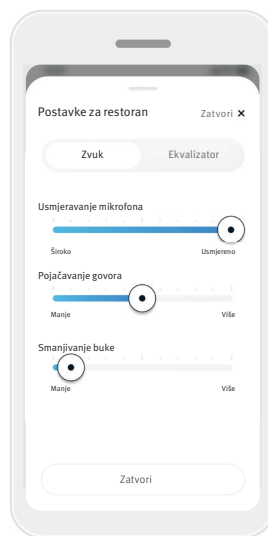 Postavke za restoran
Zatvori ×
Zvuk Ekvalizator
Usmjeravanje mikrofona
Široko Usmjereno
Pojačavanje govora
Manje Više
Smanjivanje buke
Manje Više
Zatvori